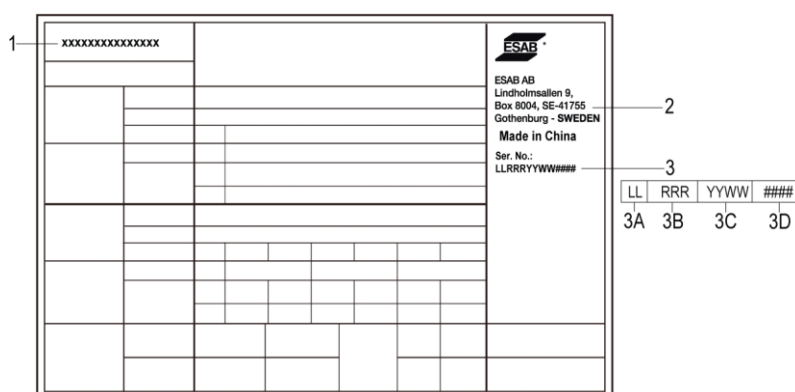 1
xxxxxxxxxxxxxxx
ESAB
ESAB AB
Lindholmsallen 9,
Box 8004, SE-41755
Gothenburg - SWEDEN
2
Made in China
Ser. No.:
LLRRRYYWW####
3
LL RRR YYWW ####
3A 3B 3C 3D